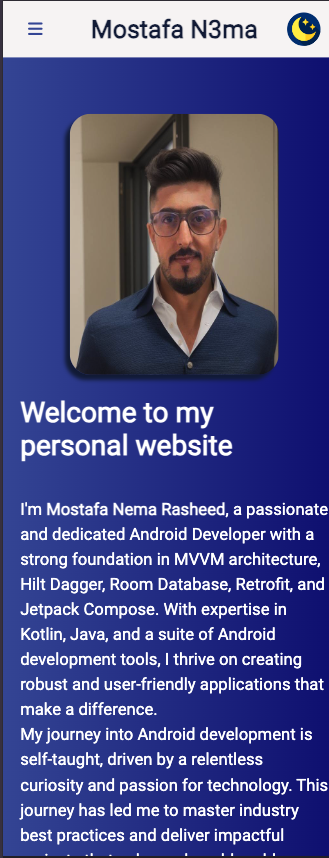 Mostafa N3ma
Welcome to my
personal website
I'm Mostafa Nema Rasheed, a passionate
and dedicated Android Developer with a
strong foundation in MVVM architecture,
Hilt Dagger, Room Database, Retrofit, and
Jetpack Compose. With expertise in
Kotlin, Java, and a suite of Android
development tools, I thrive on creating
robust and user-friendly applications that
make a difference.
My journey into Android development is
self-taught, driven by a relentless
curiosity and passion for technology. This
journey has led me to master industry
best practices and deliver impactful